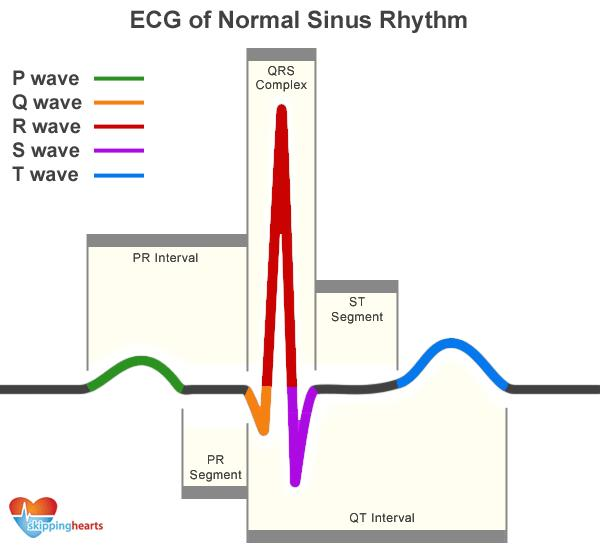 ECG of Normal Sinus Rhythm
P wave
Q wave
R wave
S wave
T wave
QRS
Complex
PR Interval
ST
Segment
PR
Segment
QT Interval
skippinghearts